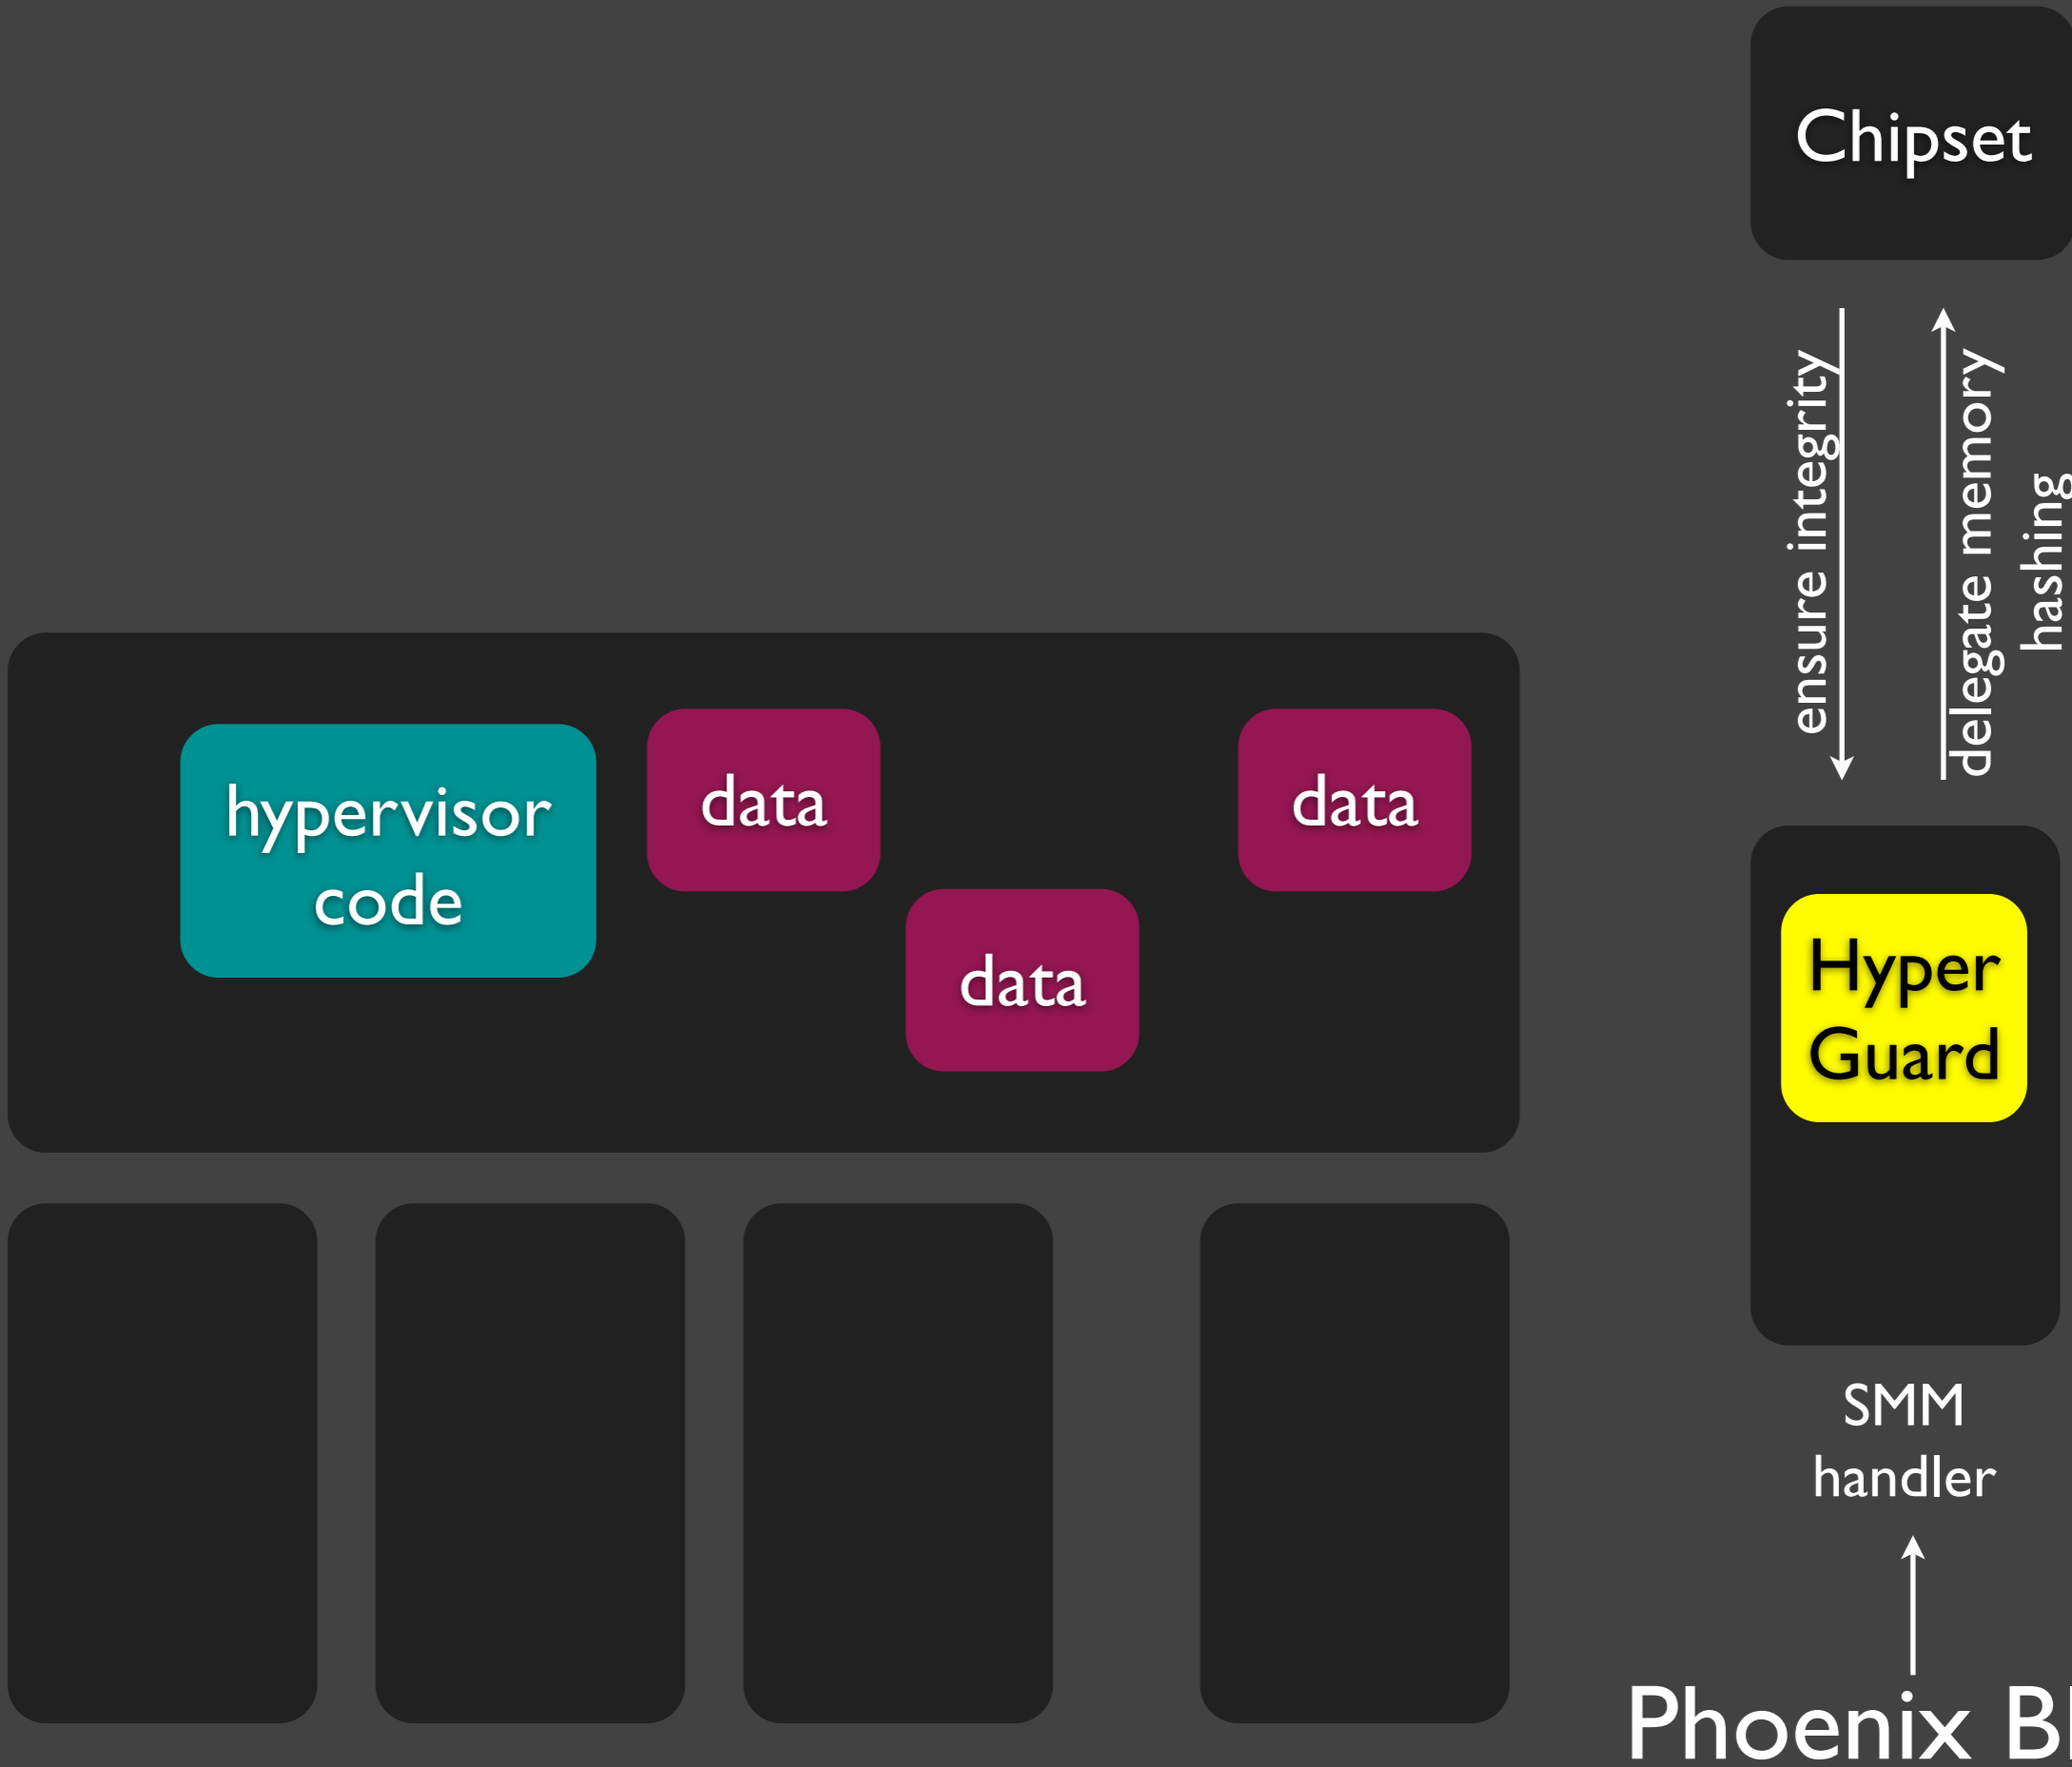 Chipset
ensure integrity
delegate memory
hashing
hypervisor
code
data
data
data
Hyper
Guard
SMM
handler
Phoenix